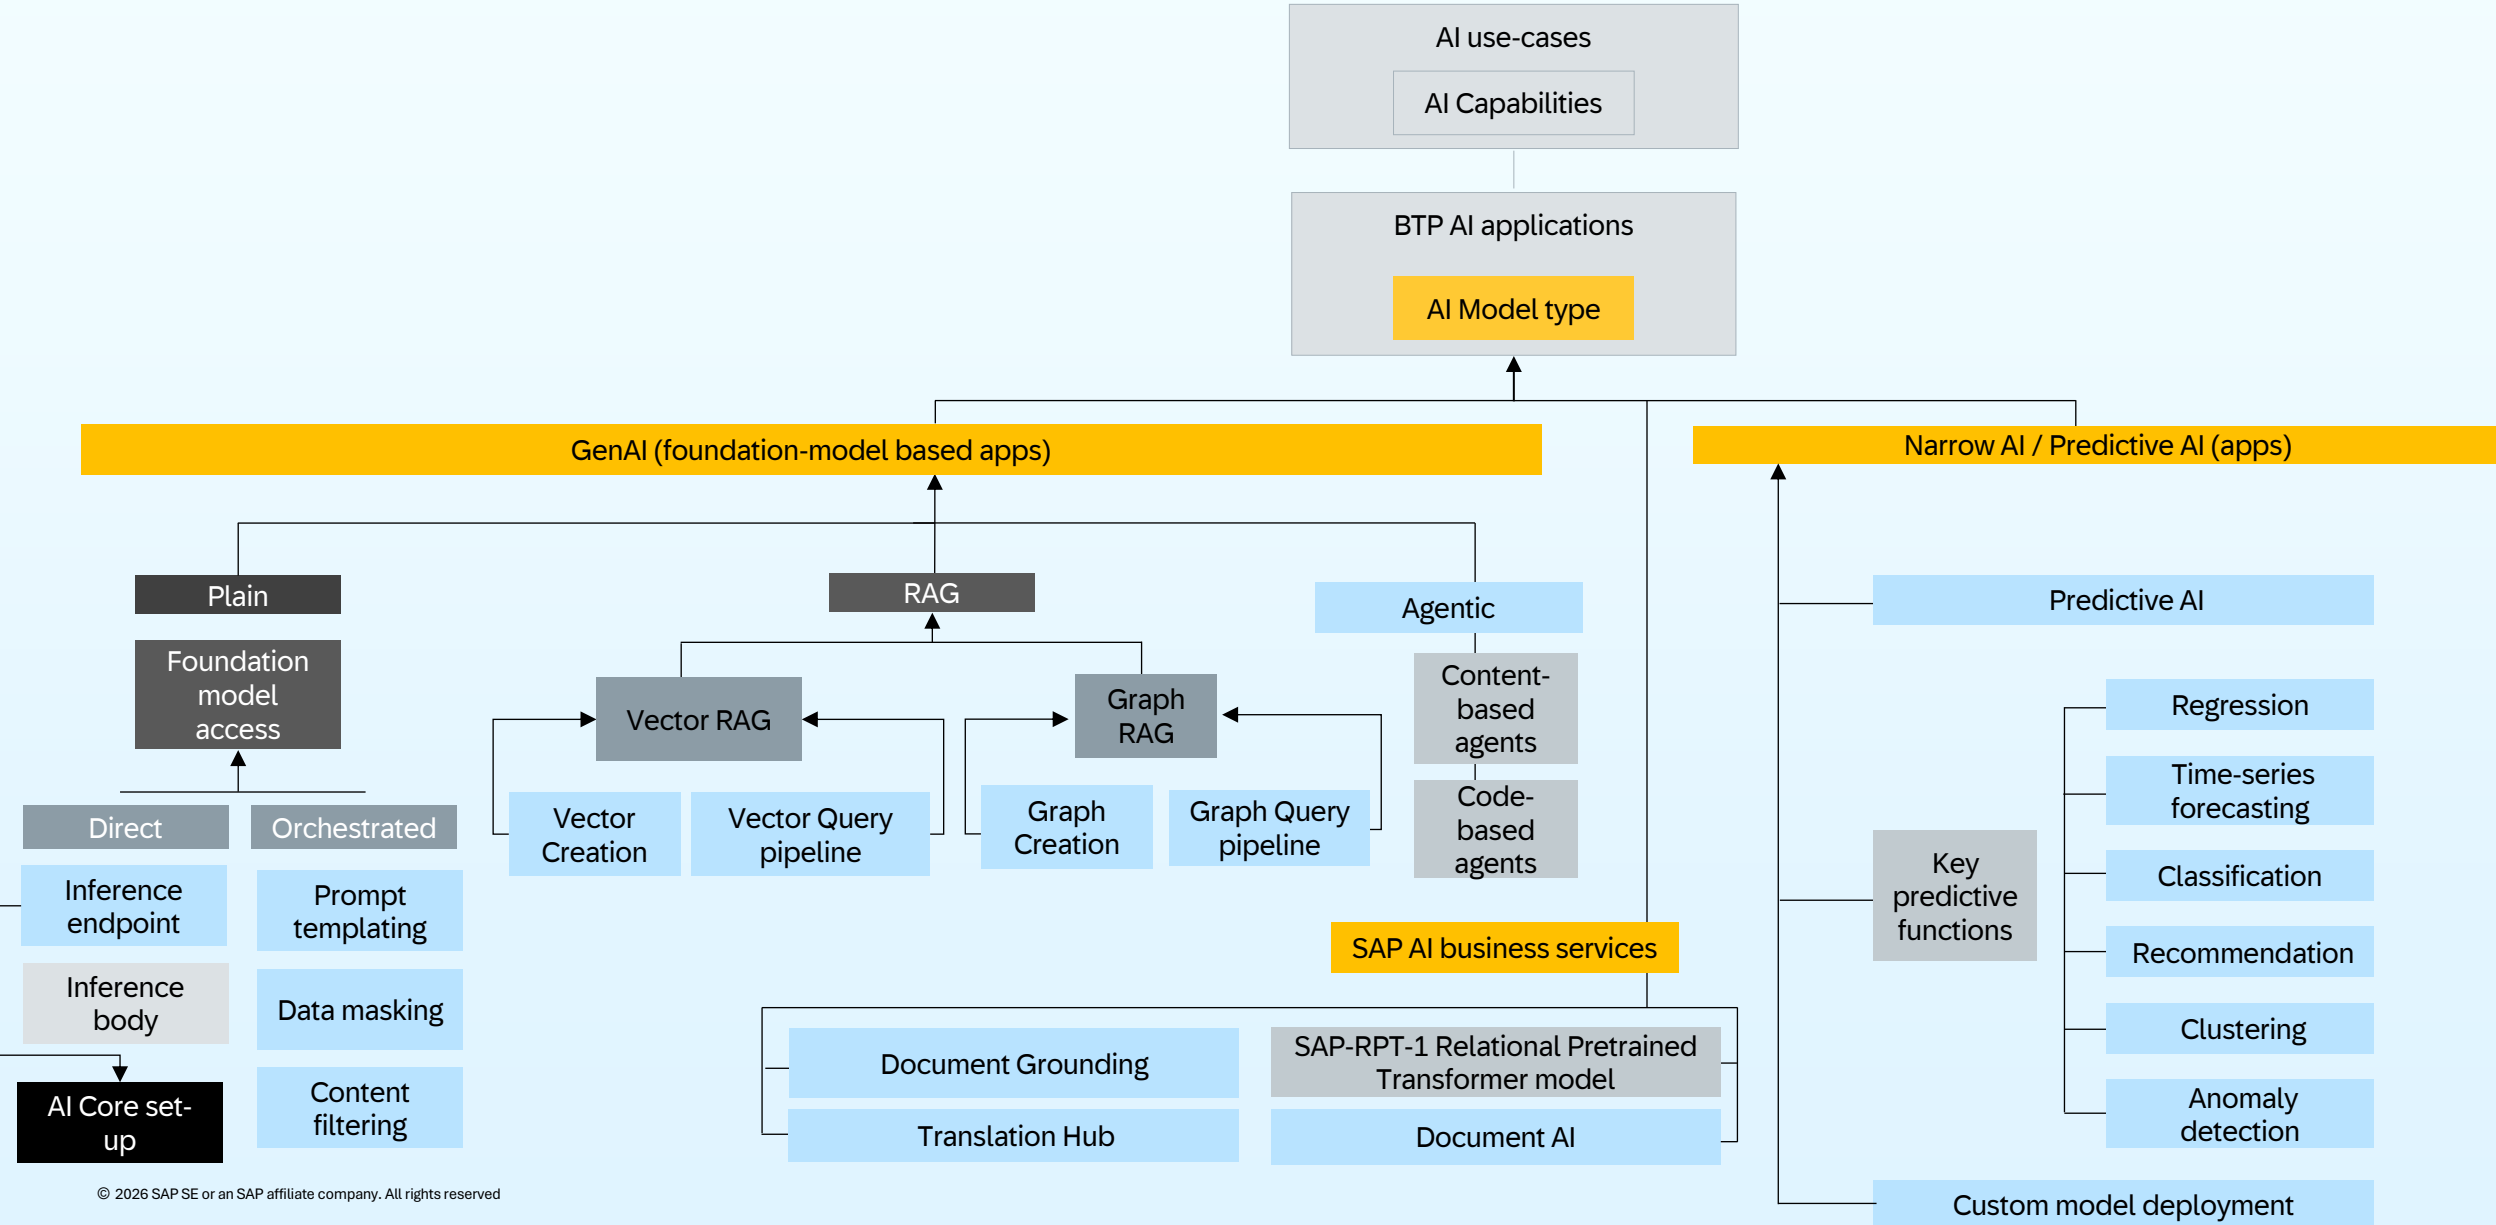 AI use-cases
AI Capabilities
BTP AI applications
AI Model type
GenAI (foundation-model based apps)
Narrow AI / Predictive AI (apps)
Plain
Foundation
model
access
Direct
Orchestrated
Inference
endpoint
Prompt
templating
Inference
body
Data masking
AI Core set-
up
Content
filtering
RAG
Vector RAG
Vector
Creation
Vector Query
pipeline
Graph
RAG
Graph
Creation
Graph Query
pipeline
Agentic
Content-
based
agents
Code-
based
agents
SAP AI business services
Document Grounding
SAP-RPT-1 Relational Pretrained
Transformer model
Translation Hub
Document AI
Predictive AI
Key
predictive
functions
Regression
Time-series
forecasting
Classification
Recommendation
Clustering
Anomaly
detection
Custom model deployment
© 2026 SAP SE or an SAP affiliate company. All rights reserved